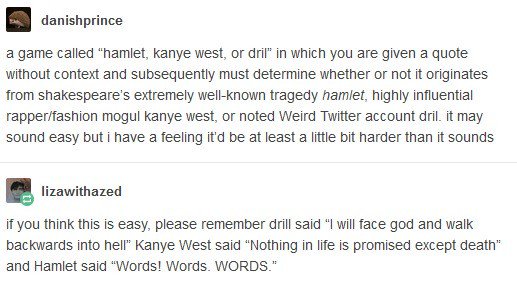 danishprince
a game called “hamlet, kanye west, or dril” in which you are given a quote
without context and subsequently must determine whether or not it originates
from shakespeare’s extremely well-known tragedy hamlet, highly influential
rapper/fashion mogul kanye west, or noted Weird Twitter account dril. it may
sound easy but i have a feeling it’d be at least a little bit harder than it sounds
lizawithazed
if you think this is easy, please remember drill said “I will face god and walk
backwards into hell” Kanye West said “Nothing in life is promised except death”
and Hamlet said “Words! Words. WORDS.”